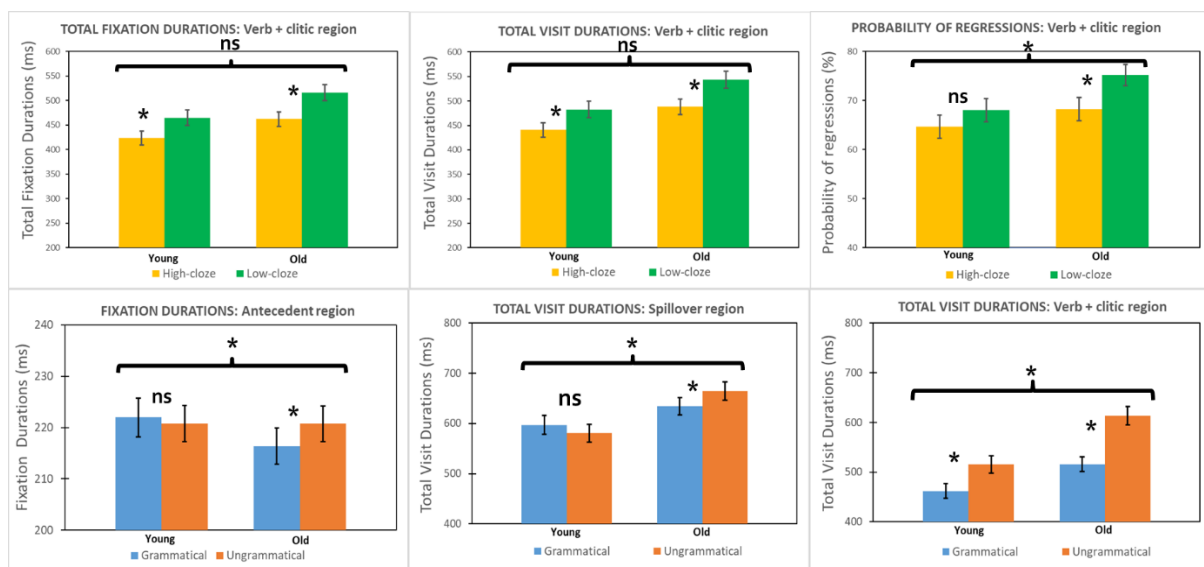 TOTAL FIXATION DURATIONS: Verb + clitic region
ns
Total Fixation Durations (ms)
600
550
500
450
400
350
300
250
200
*
*
Young
Old
High-cloze
Low-cloze
TOTAL VISIT DURATIONS: Verb + clitic region
ns
Total Visit Durations (ms)
600
550
500
450
400
350
300
250
200
*
*
Young
Old
High-cloze
Low-cloze
PROBABILITY OF REGRESSIONS: Verb + clitic region
*
Probability of regressions (%)
80
70
60
50
40
ns
*
Young
Old
High-cloze
Low-cloze
FIXATION DURATIONS: Antecedent region
*
Fixation Durations (ms)
240
230
220
210
200
ns
*
Young
Old
Grammatical
Ungrammatical
TOTAL VISIT DURATIONS: Spillover region
*
Total Visit Durations (ms)
800
700
600
500
400
ns
*
Young
Old
Grammatical
Ungrammatical
TOTAL VISIT DURATIONS: Verb + clitic region
*
Total Visit Durations (ms)
800
700
600
500
400
*
*
Young
Old
Grammatical
Ungrammatical